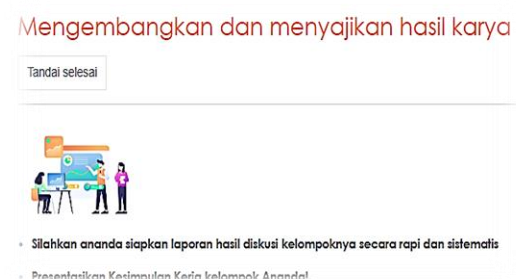 Mengembangkan dan menyajikan hasil karya
Tandai selesai
Silahkan ananda siapkan laporan hasil diskusi kelompoknya secara rapi dan sistematis
Presentasikan Kesimpulan Kerja kelompok Ananda!